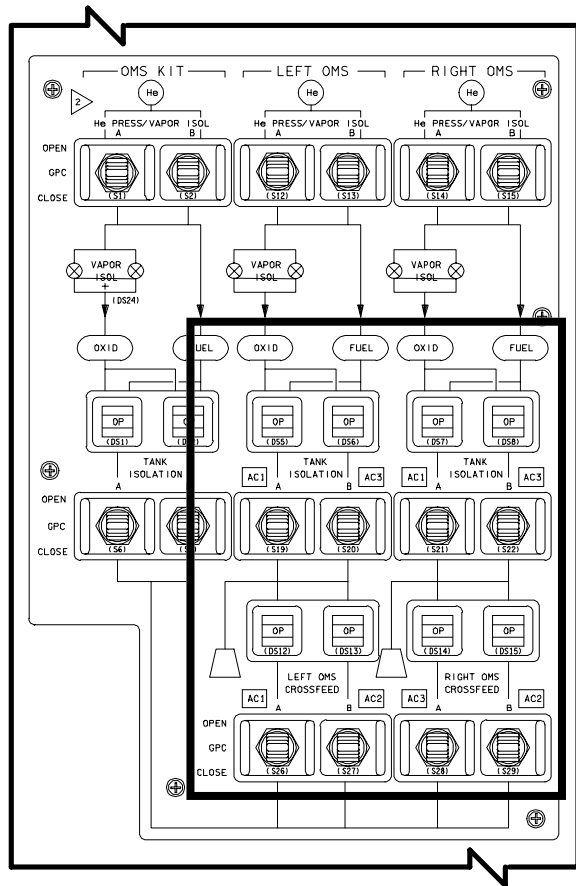 OMS KIT LEFT OMS RIGHT OMS
2 He He He
He PRESS/VAPOR ISOL He PRESS/VAPOR ISOL He PRESS/VAPOR ISOL
A B A B A B
OPEN
GPC
CLOSE (S1) (S2) (S12) (S13) (S14) (S15)
VAPOR VAPOR VAPOR
ISOL ISOL ISOL
+ (DS24)
OXID FUEL OXID FUEL OXID FUEL
OP OP OP OP OP OP
(DS1) (DS5) (DS6) (DS7) (DS8)
TANK TANK TANK
ISOLATION ISOLATION ISOLATION
A AC1 A B AC3 AC1 A B AC3
OPEN
GPC
CLOSE (S6) (S19) (S20) (S21) (S22)
OP OP OP OP
(DS12) (DS13) (DS14) (DS15)
LEFT OMS RIGHT OMS
CROSSFEED CROSSFEED
AC1 A B AC2 AC3 A B AC2
OPEN
GPC
CLOSE (S26) (S27) (S28) (S29)